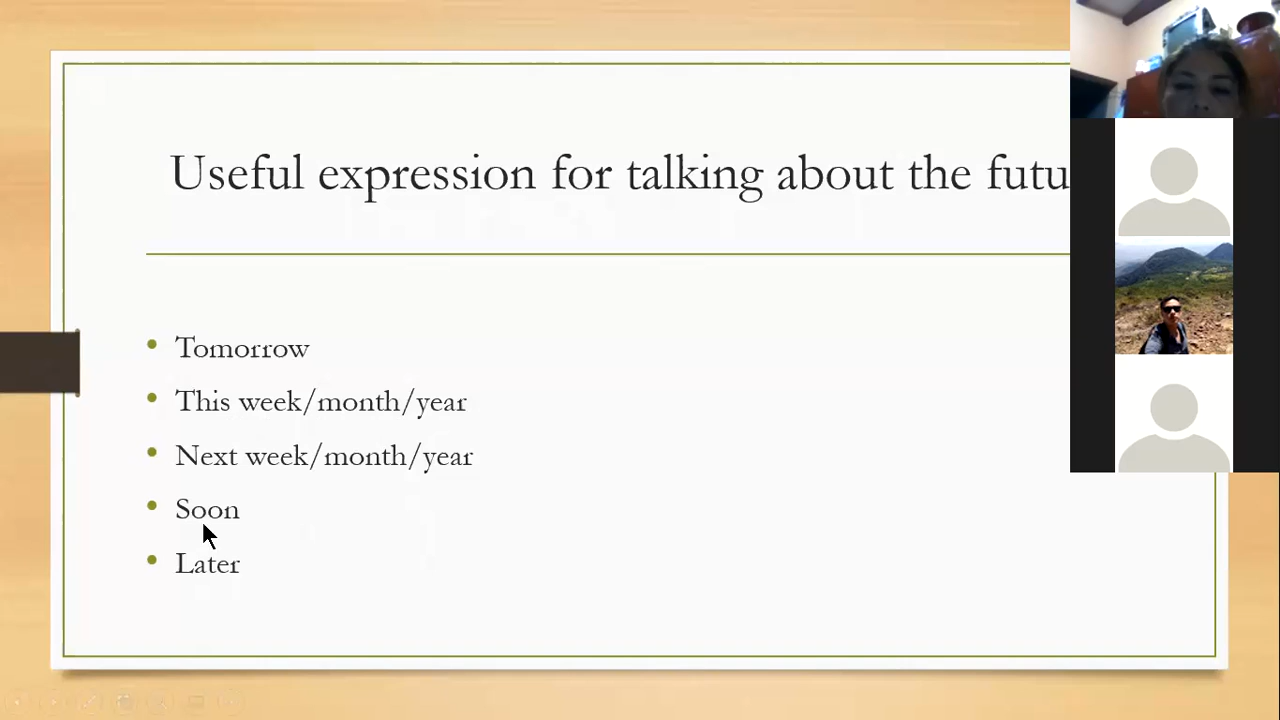 Useful expression for talking about the futu
Tomorrow
This week/month/year
Next week/month/year
Soon
Later